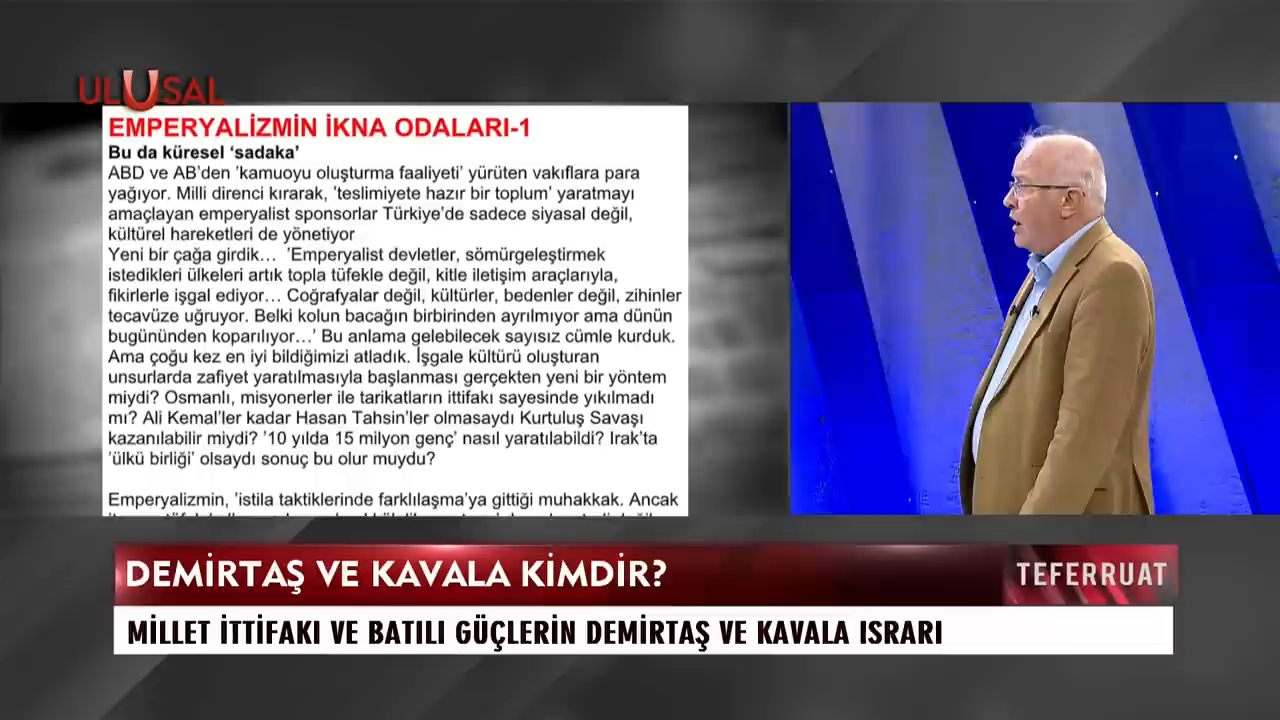 ULUSAL
EMPERYALİZMİN İKNA ODALARI-1
Bu da küresel ‘sadaka’
ABD ve AB’den ’kamuoyu oluşturma faaliyeti’ yürüten vakıflara para
yağıyor. Milli direnci kırarak, ’teslimiyete hazır bir toplum’ yaratmayı
amaçlayan emperyalist sponsorlar Türkiye’de sadece siyasal değil,
kültürel hareketleri de yönetiyor
Yeni bir çağa girdik… ’Emperyalist devletler, sömürgeleştirmek
istedikleri ülkeleri artık topla tüfekle değil, kitle iletişim araçlarıyla,
fikirlerle işgal ediyor… Coğrafyalar değil, kültürler, bedenler değil, zihinler
tecavüze uğruyor. Belki kolun bacağın birbirinden ayrılmıyor ama dünün
bugününden koparılıyor…’ Bu anlama gelebilecek sayısız cümle kurduk.
Ama çoğu kez en iyi bildiğimizi atladık. İşgale kültürü oluşturan
unsurlarda zafiyet yaratılmasıyla başlanması gerçekten yeni bir yöntem
miydi? Osmanlı, misyonerler ile tarikatların ittifakı sayesinde yıkılmadı
mı? Ali Kemal’ler kadar Hasan Tahsin’ler olmasaydı Kurtuluş Savaşı
kazanılabilir miydi? ’10 yılda 15 milyon genç’ nasıl yaratılabildi? Irak’ta
’ülkü birliği’ olsaydı sonuç bu olur muydu?
Emperyalizmin, ’istila taktiklerinde farklılaşma’ya gittiği muhakkak. Ancak
DEMİRTAŞ VE KAVALA KİMDİR?
TEFERRUAT
MİLLET İTTİFAKI VE BATILI GÜÇLERİN DEMİRTAŞ VE KAVALA ISRARI